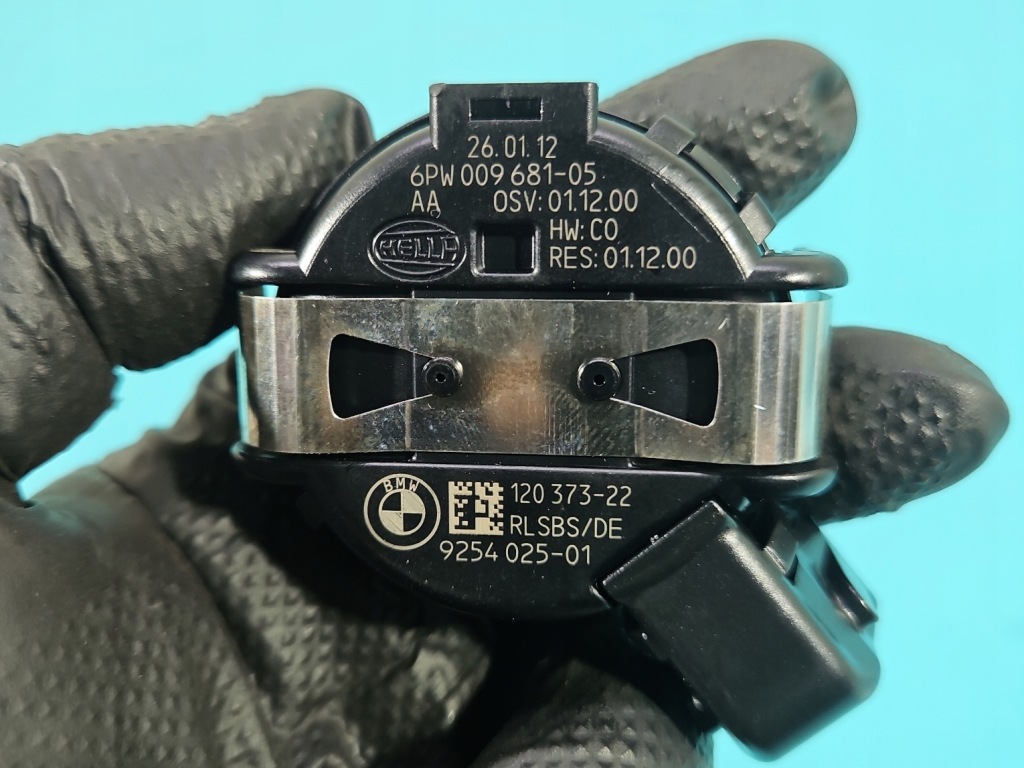 26.01.12
6PW 009 681-05
AA OSV: 01.12.00
HW: C0
HELLA RES: 01.12.00
BMW 120 373-22
RLSBS/DE
9254 025-01